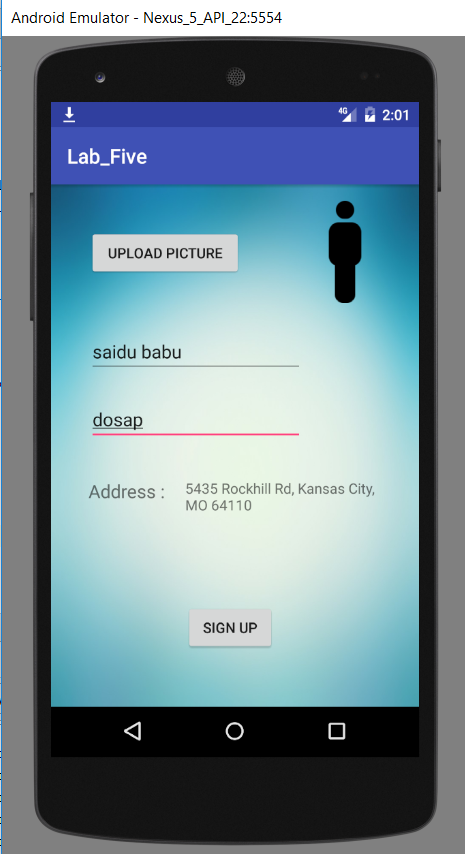 Android Emulator - Nexus_5_API_22:5554
4G 2:01
Lab_Five
UPLOAD PICTURE
saidu babu
dosap
Address :
5435 Rockhill Rd, Kansas City,
MO 64110
SIGN UP